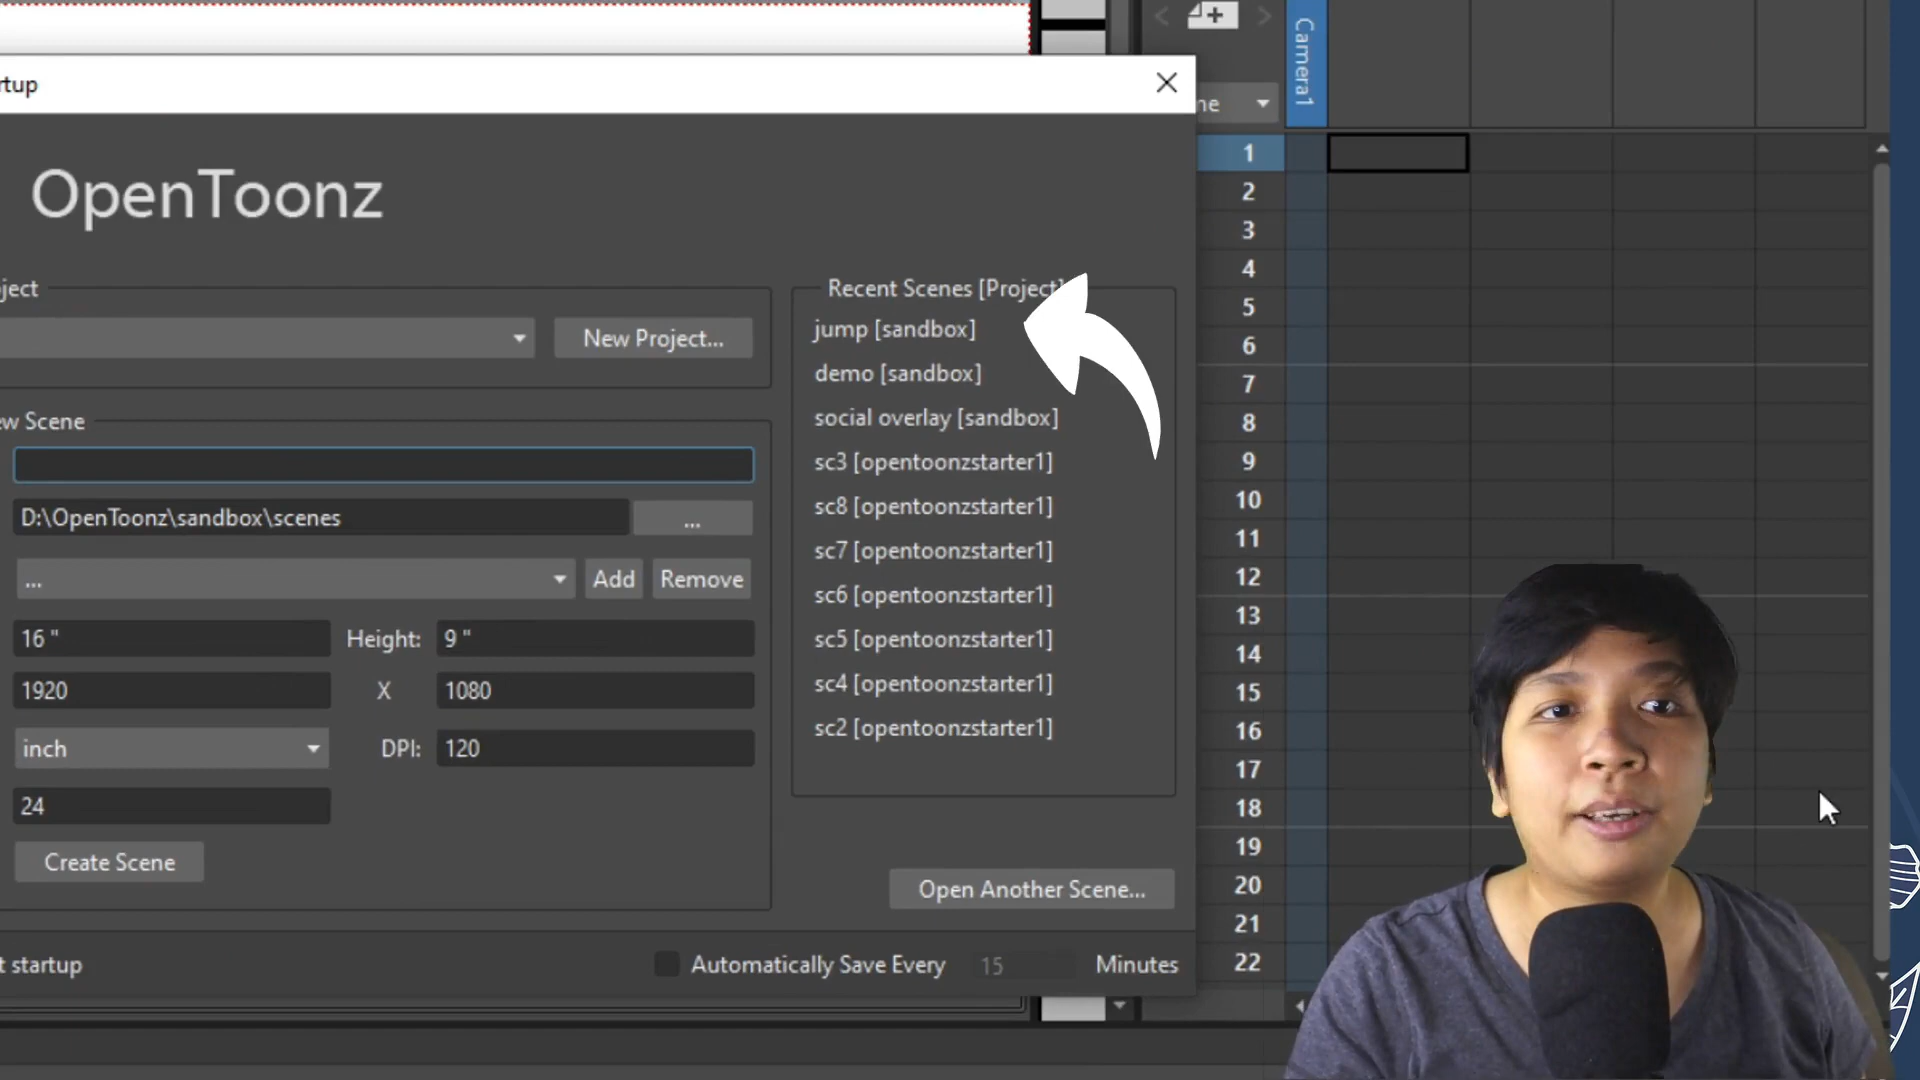 Camera1
rtup
ne
OpenToonz
ject
New Project...
Recent Scenes [Project]
jump [sandbox]
demo [sandbox]
social overlay [sandbox]
sc3 [opentoonzstarter1]
sc8 [opentoonzstarter1]
sc7 [opentoonzstarter1]
sc6 [opentoonzstarter1]
sc5 [opentoonzstarter1]
sc4 [opentoonzstarter1]
sc2 [opentoonzstarter1]
ew Scene
D:\OpenToonz\sandbox\scenes
...
...
Add
Remove
16 "
Height:
9 "
1920
X
1080
inch
DPI:
120
24
Create Scene
Open Another Scene...
t startup
Automatically Save Every
15
Minutes
1
2
3
4
5
6
7
8
9
10
11
12
13
14
15
16
17
18
19
20
21
22